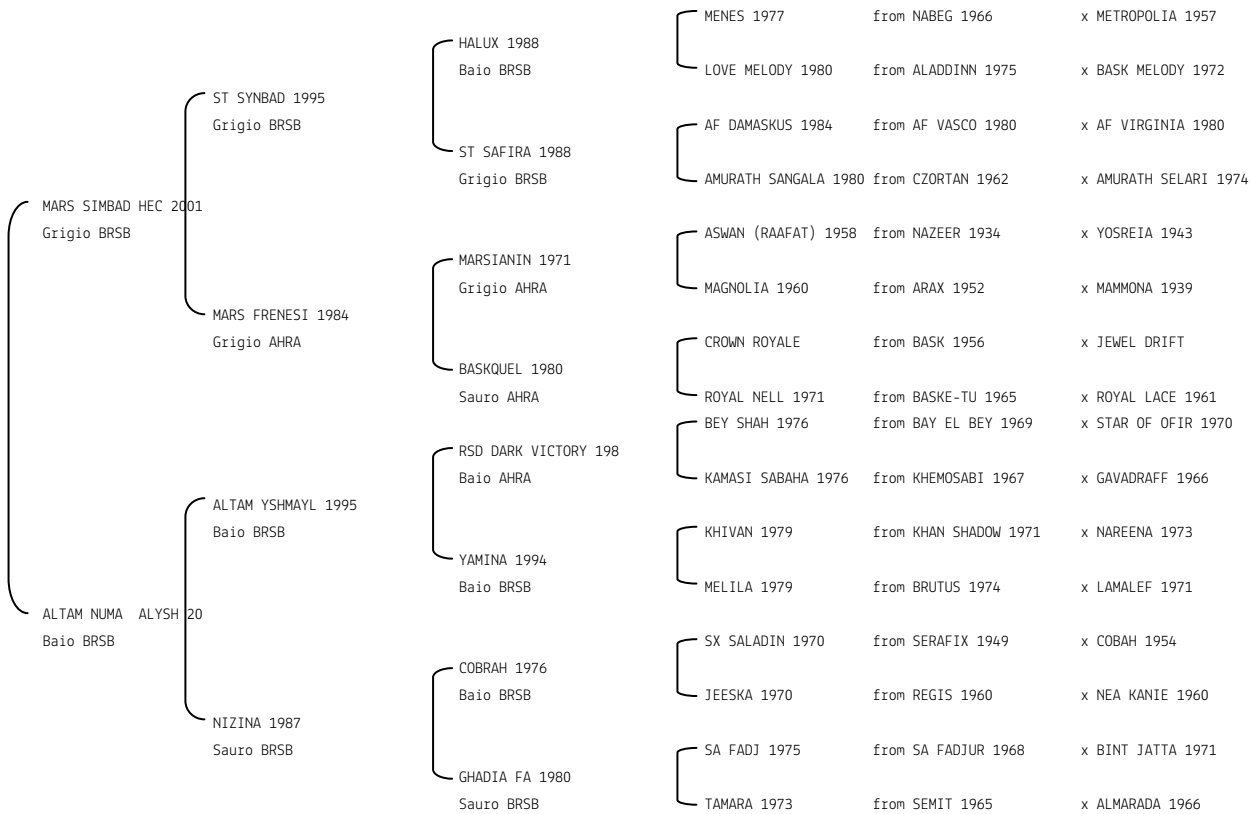 MENES 1977 from NABEG 1966 x METROPOLIA 1957
HALUX 1988
Baio BRSB
LOVE MELODY 1980 from ALADDINN 1975 x BASK MELODY 1972
ST SYNBAD 1995
Grigio BRSB
AF DAMASKUS 1984 from AF VASCO 1980 x AF VIRGINIA 1980
ST SAFIRA 1988
Grigio BRSB
AMURATH SANGALA 1980 from CZORTAN 1962 x AMURATH SELARI 1974
MARS SIMBAD HEC 2001
Grigio BRSB
ASWAN (RAAFAT) 1958 from NAZEER 1934 x YOSREIA 1943
MARSIANIN 1971
Grigio AHRA
MAGNOLIA 1960 from ARAX 1952 x MAMMONA 1939
MARS FRENESI 1984
Grigio AHRA
CROWN ROYALE from BASK 1956 x JEWEL DRIFT
BASKQUEL 1980
Sauro AHRA
ROYAL NELL 1971 from BASKE-TU 1965 x ROYAL LACE 1961
BEY SHAH 1976 from BAY EL BEY 1969 x STAR OF OFIR 1970
RSD DARK VICTORY 198
Baio AHRA
KAMASI SABAHA 1976 from KHEMOSABI 1967 x GAVADRAFF 1966
ALTAM YSHMAYL 1995
Baio BRSB
KHIVAN 1979 from KHAN SHADOW 1971 x NAREENA 1973
YAMINA 1994
Baio BRSB
MELILA 1979 from BRUTUS 1974 x LAMALEF 1971
ALTAM NUMA  ALYSH 20
Baio BRSB
SX SALADIN 1970 from SERAFIX 1949 x COBAH 1954
COBRAH 1976
Baio BRSB
JEESKA 1970 from REGIS 1960 x NEA KANIE 1960
NIZINA 1987
Sauro BRSB
SA FADJ 1975 from SA FADJUR 1968 x BINT JATTA 1971
GHADIA FA 1980
Sauro BRSB
TAMARA 1973 from SEMIT 1965 x ALMARADA 1966